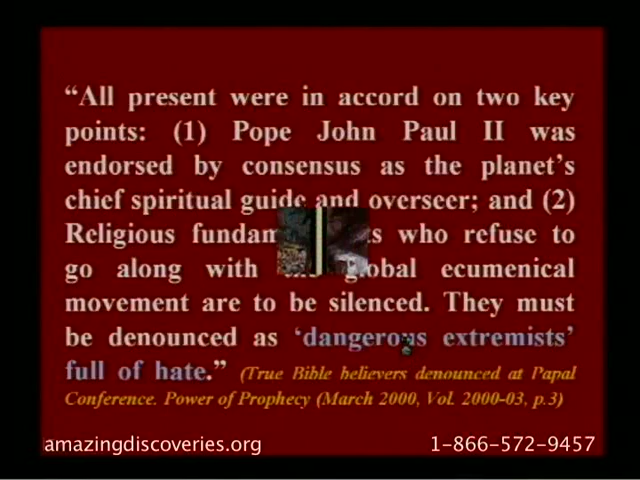 “All present were in accord on two key
points: (1) Pope John Paul II was
endorsed by consensus as the planet’s
chief spiritual guide and overseer; and (2)
Religious who refuse to
go along with global ecumenical
movement are to be silenced. They must
be denounced as ‘dangerous extremists’
full of hate.” (True Bible believers denounced at Papal
Conference. Power of Prophecy (March 2000, Vol. 2000-03, p.3)
amazingdiscoveries.org 1-866-572-9457